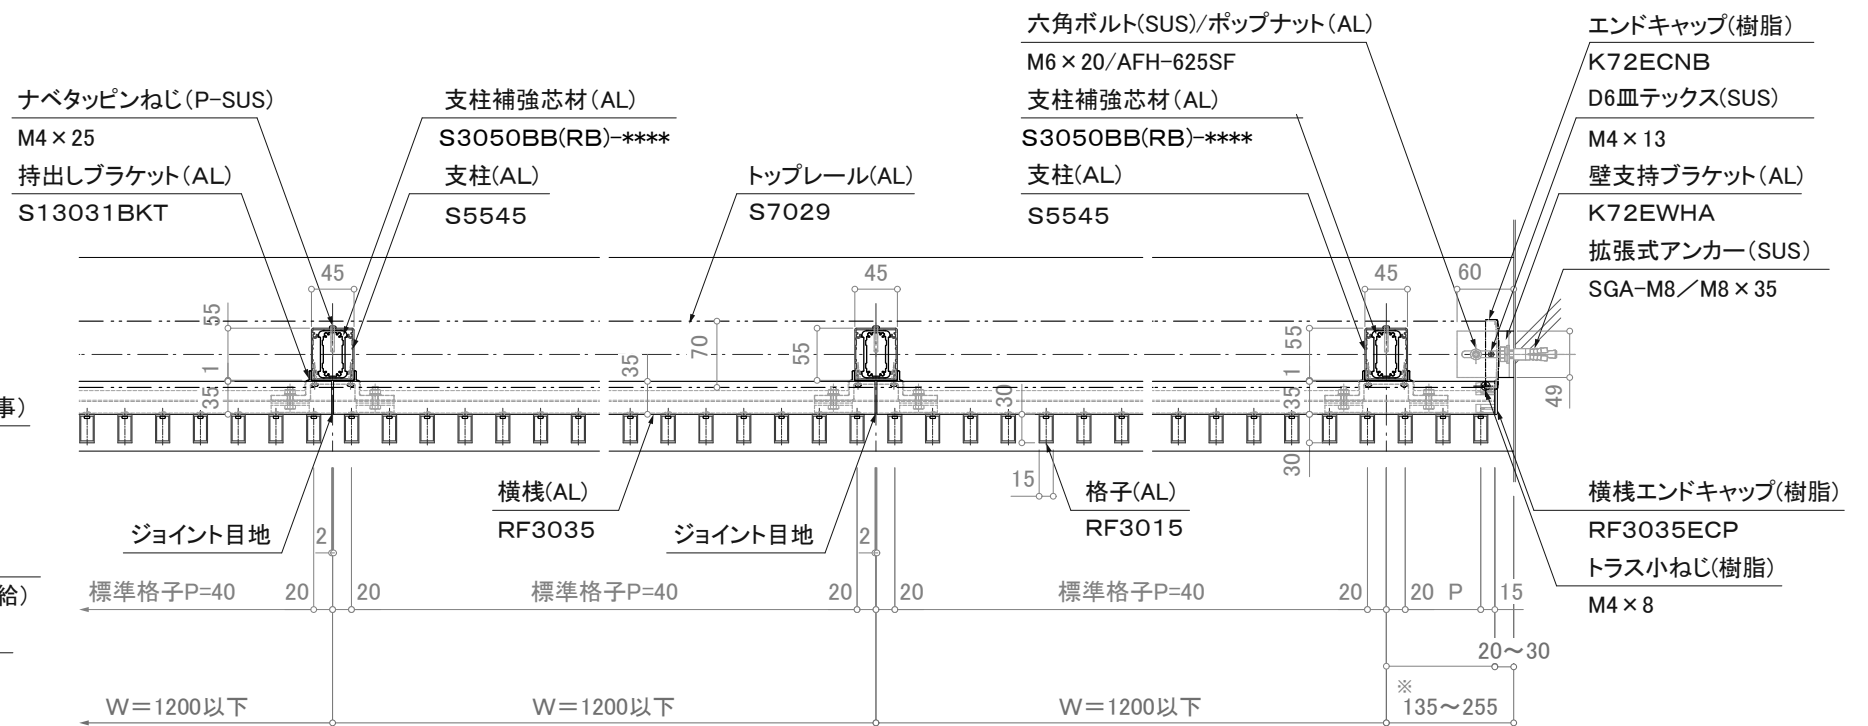 六角ボルト(SUS)/ポップナット(AL)
M6×20/AFH-625SF
エンドキャップ(樹脂)
K72ECNB
D6皿テックス(SUS)
M4×13
ナベタッピンねじ(P-SUS)
M4×25
支柱補強芯材(AL)
S3050BB(RB)-****
支柱補強芯材(AL)
S3050BB(RB)-****
持出しブラケット(AL)
S13031BKT
支柱(AL)
S5545
トップレール(AL)
S7029
支柱(AL)
S5545
壁支持ブラケット(AL)
K72EWHA
拡張式アンカー(SUS)
SGA-M8/M8×35
45
45
45
60
55
1
35
35
70
55
30
55
1
35
30
49
15
事)
横桟(AL)
RF3035
格子(AL)
RF3015
横桟エンドキャップ(樹脂)
RF3035ECP
トラス小ねじ(樹脂)
M4×8
ジョイント目地
2
ジョイント目地
2
給)
標準格子P=40
20
20
標準格子P=40
20
20
標準格子P=40
20
20
P
15
20~30
W=1200以下
W=1200以下
W=1200以下
※
135~255